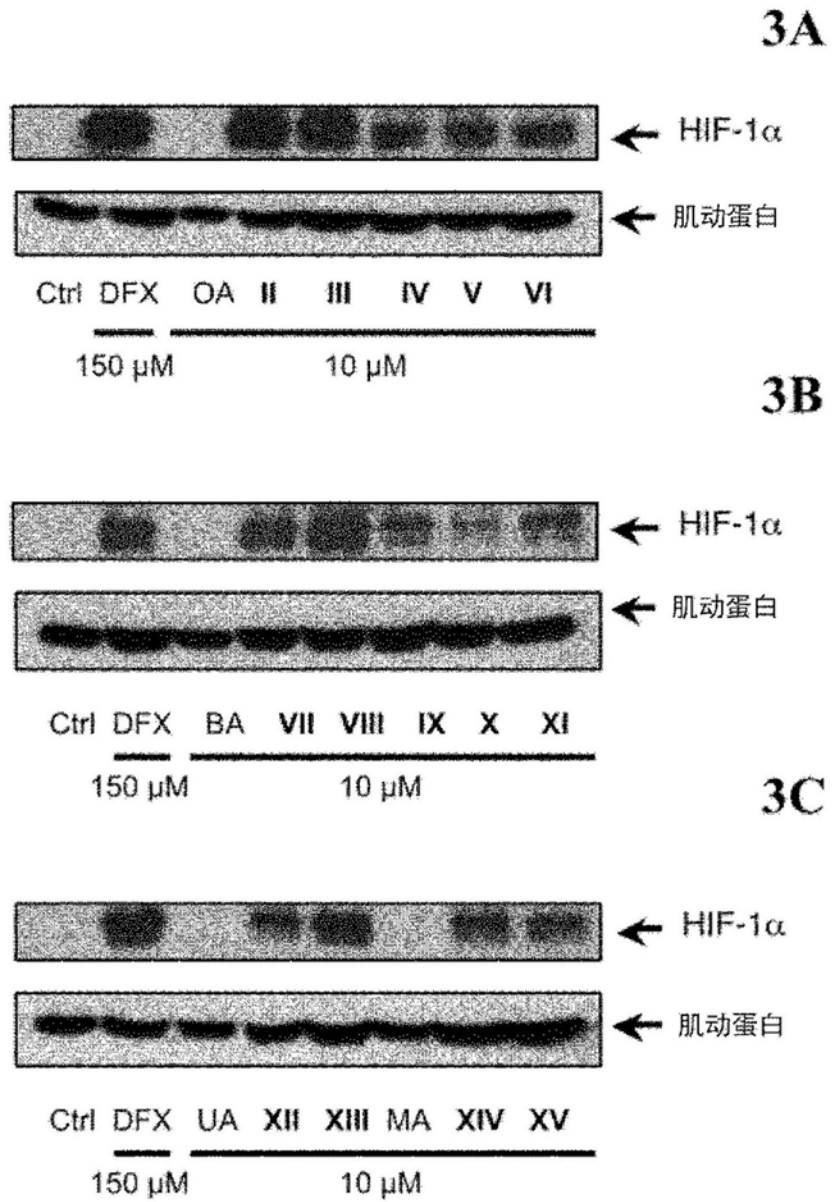 3A
HIF-1α
肌动蛋白
Ctrl DFX OA II III IV V VI
150 µM 10 µM
3B
HIF-1α
肌动蛋白
Ctrl DFX BA VII VIII IX X XI
150 µM 10 µM
3C
HIF-1α
肌动蛋白
Ctrl DFX UA XII XIII MA XIV XV
150 µM 10 µM